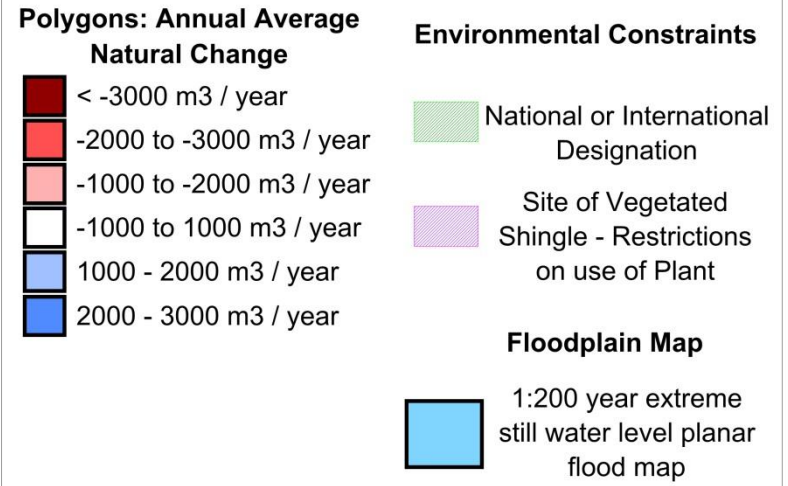 Polygons: Annual Average
Natural Change
< -3000 m3 / year
-2000 to -3000 m3 / year
-1000 to -2000 m3 / year
-1000 to 1000 m3 / year
1000 - 2000 m3 / year
2000 - 3000 m3 / year
Environmental Constraints
National or International
Designation
Site of Vegetated
Shingle - Restrictions
on use of Plant
Floodplain Map
1:200 year extreme
still water level planar
flood map